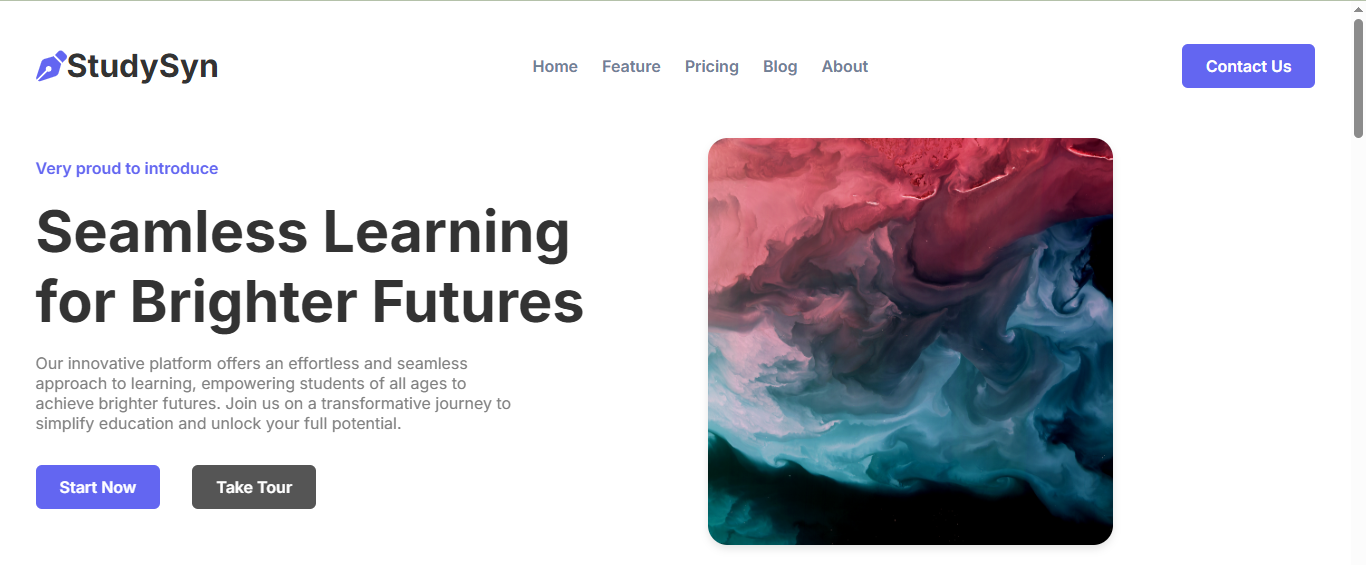 StudySyn
Home
Feature
Pricing
Blog
About
Contact Us
Very proud to introduce
Seamless Learning
for Brighter Futures
Our innovative platform offers an effortless and seamless
approach to learning, empowering students of all ages to
achieve brighter futures. Join us on a transformative journey to
simplify education and unlock your full potential.
Start Now
Take Tour